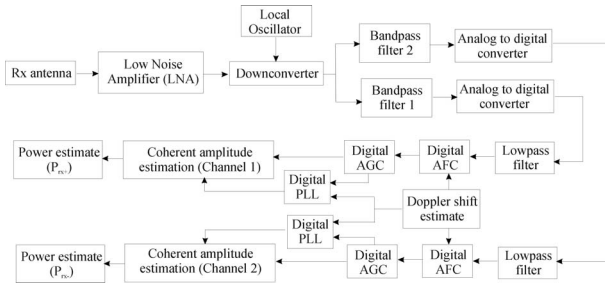 Local
Oscillator
Bandpass
filter 2
Analog to digital
converter
Rx antenna
Low Noise
Amplifier (LNA)
Downconverter
Bandpass
filter 1
Analog to digital
converter
Power estimate
(Prx+)
Coherent amplitude
estimation (Channel 1)
Digital
AGC
Digital
AFC
Lowpass
filter
Digital
PLL
Doppler shift
estimate
Digital
PLL
Power estimate
(Prx-)
Coherent amplitude
estimation (Channel 2)
Digital
AGC
Digital
AFC
Lowpass
filter